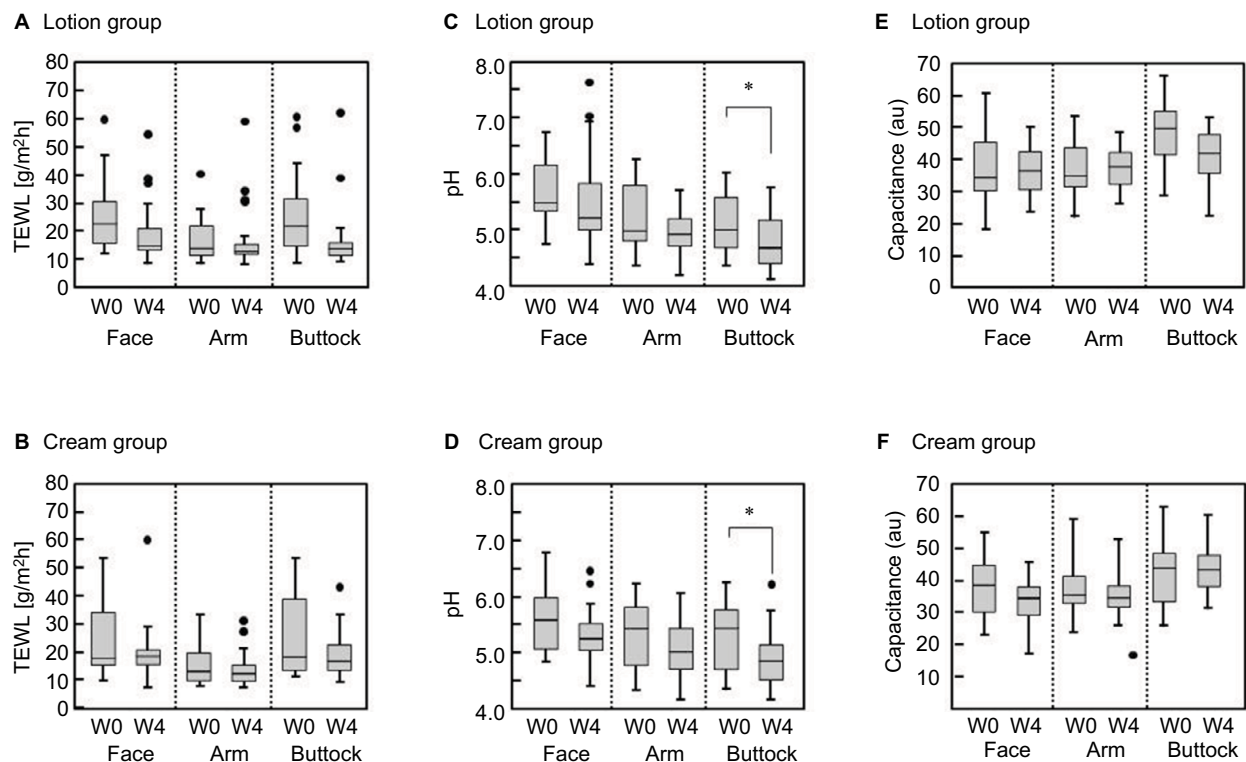 A Lotion group
TEWL [g/m2h]
80
70
60
50
40
30
20
10
0
W0 W4 W0 W4 W0 W4
Face Arm Buttock
C Lotion group
pH
8.0
7.0
6.0
5.0
4.0
*
W0 W4 W0 W4 W0 W4
Face Arm Buttock
E Lotion group
Capacitance (au)
70
60
50
40
30
20
10
0
W0 W4 W0 W4 W0 W4
Face Arm Buttock
B Cream group
TEWL [g/m2h]
80
70
60
50
40
30
20
10
0
W0 W4 W0 W4 W0 W4
Face Arm Buttock
D Cream group
pH
8.0
7.0
6.0
5.0
4.0
*
W0 W4 W0 W4 W0 W4
Face Arm Buttock
F Cream group
Capacitance (au)
70
60
50
40
30
20
10
W0 W4 W0 W4 W0 W4
Face Arm Buttock